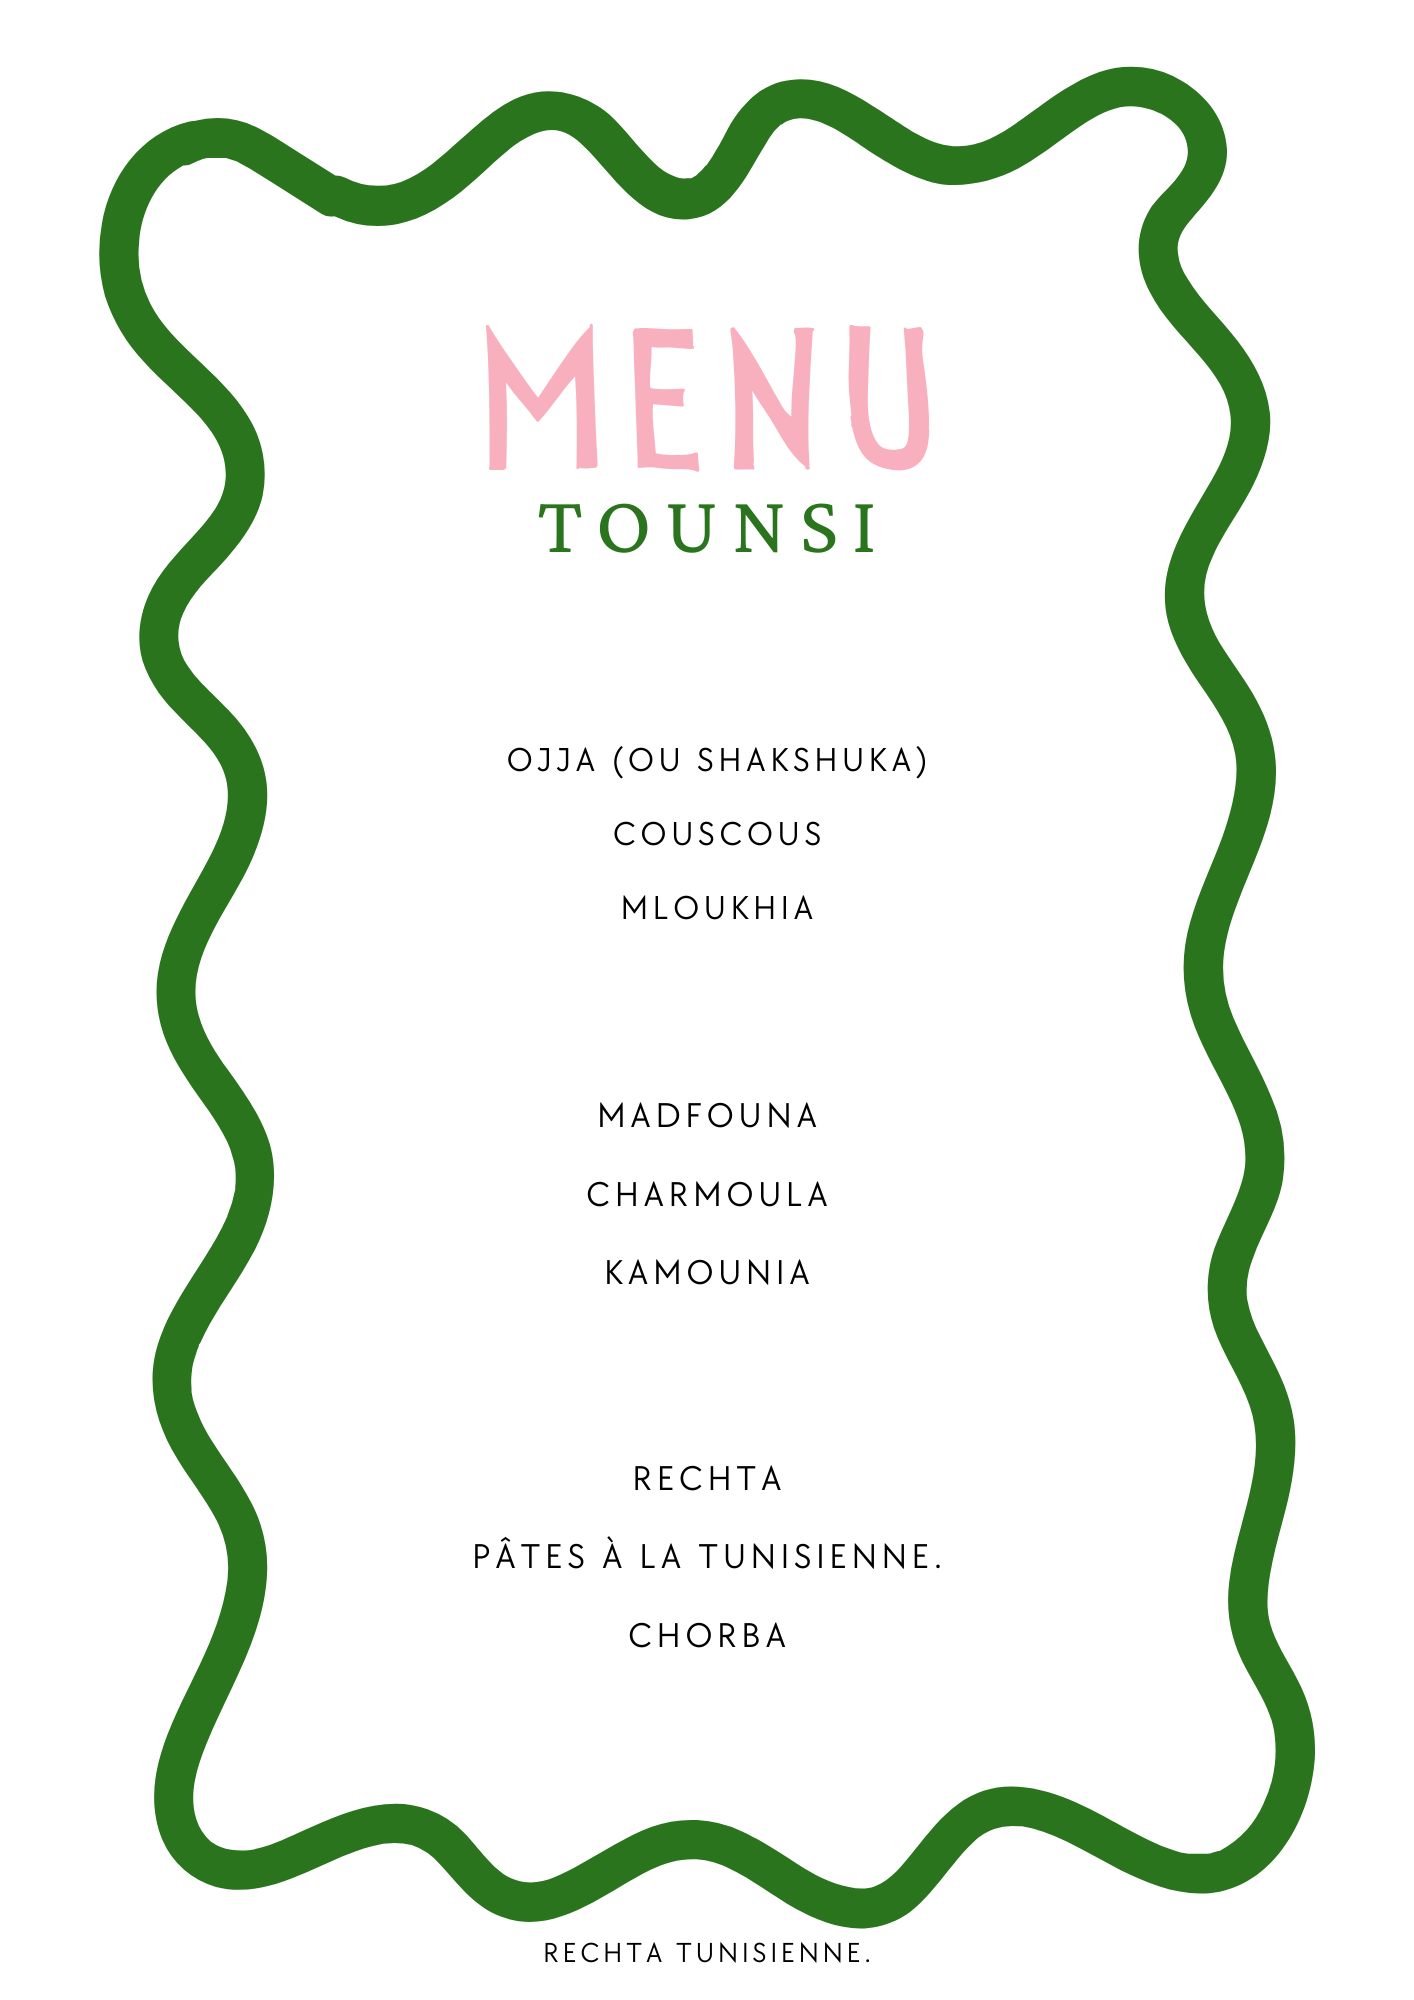 MENU
TOUNSI
OJJA (OU SHAKSHUKA)
COUSCOUS
MLOUKHIA
MADFOUNA
CHARMOULA
KAMOUNIA
RECHTA
PÂTES À LA TUNISIENNE.
CHORBA
RECHTA TUNISIENNE.